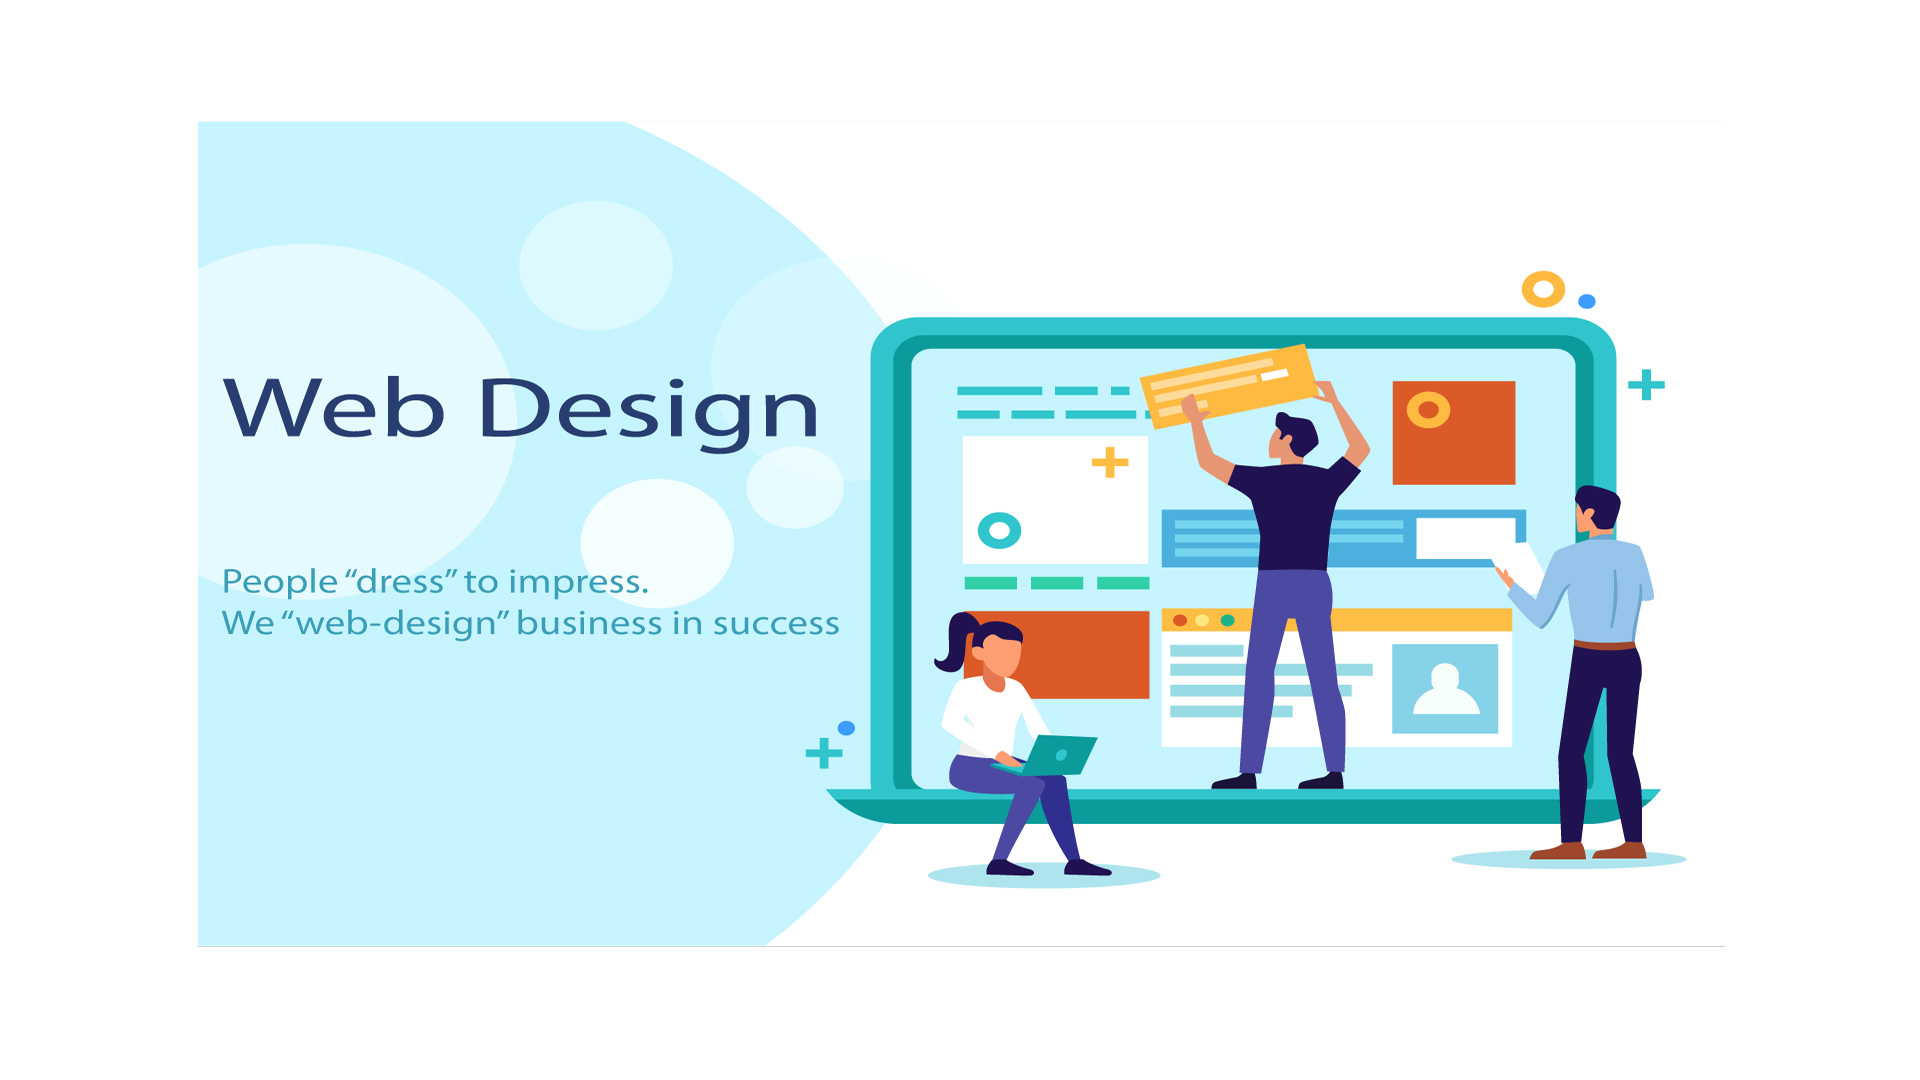 Web Design
People “dress” to impress.
We “web-design” business in success